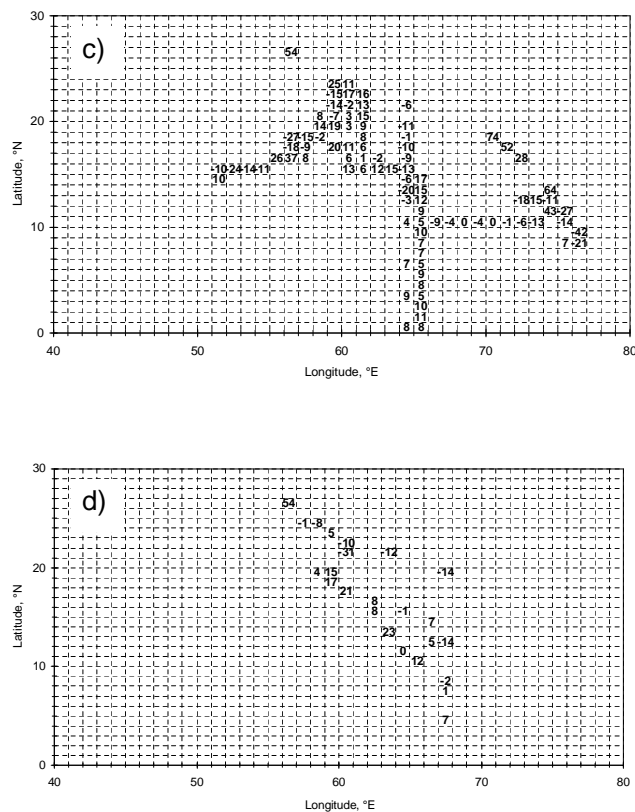 30
c)
54
25 11
-15 17 16
-14 -2 13 -6
8 -7 3 15
20
14 19 3 9 -11
-27 -15 -2 8 -1 74
-18 -9 20 11 6 -10 52
26 37 8 6 1 -2 -9 28
-10 -24 -14 -11 13 6 12 15 -13
10 -6 17
-20 15 64
-3 12 -18 15 -11
9 43 -27
4 5 -9 -4 0 -4 0 -1 -6 -13 -14
10
10 -42
7 7 -21
7
7 5
9
8
9 5
10
11
8 8
0
Latitude, °N
40 50 60 70 80
Longitude, °E
30
d)
54
-1 -8
5
-10
-31 -12
20
4 15 -14
17
21
8
8 -1
7
23
5 -14
0
12
10
-2
1
7
0
Latitude, °N
40 50 60 70 80
Longitude, °E